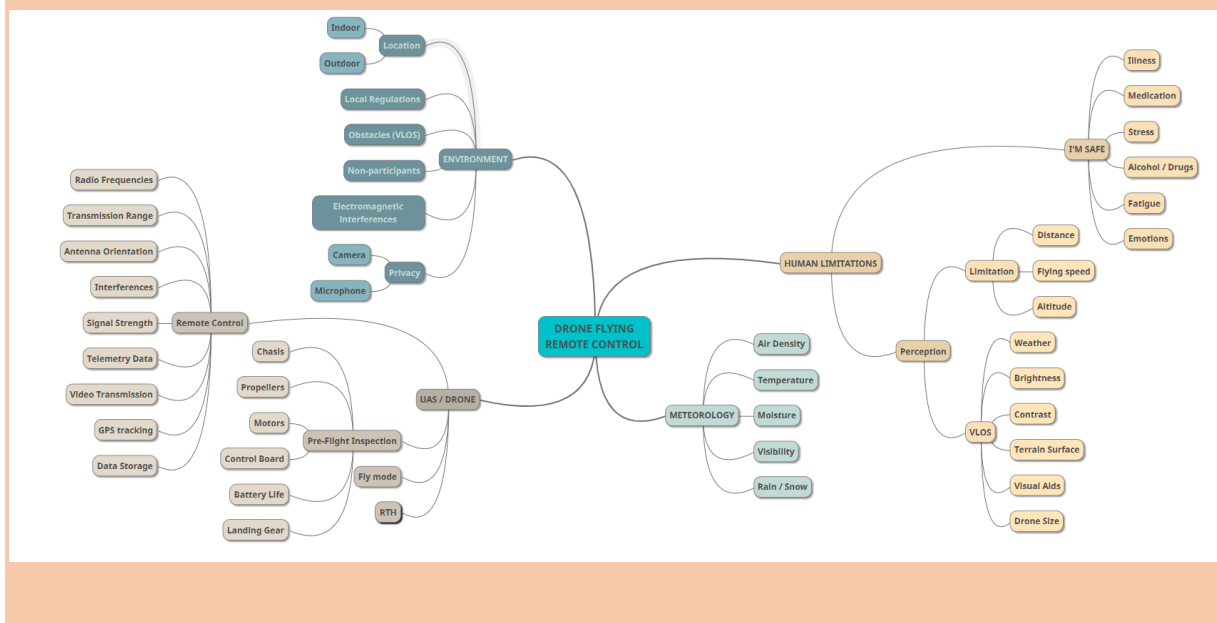 DRONE FLYING
REMOTE CONTROL
ENVIRONMENT
Location
Indoor
Outdoor
Local Regulations
Obstacles (VLOS)
Non-participants
Electromagnetic
Interferences
Privacy
Camera
Microphone
UAS / DRONE
Remote Control
Radio Frequencies
Transmission Range
Antenna Orientation
Interferences
Signal Strength
Telemetry Data
Video Transmission
GPS tracking
Data Storage
Pre-Flight Inspection
Chasis
Propellers
Motors
Control Board
Battery Life
Landing Gear
Fly mode
RTH
HUMAN LIMITATIONS
I'M SAFE
Illness
Medication
Stress
Alcohol / Drugs
Fatigue
Emotions
Perception
Limitation
Distance
Flying speed
Altitude
VLOS
Weather
Brightness
Contrast
Terrain Surface
Visual Aids
Drone Size
METEOROLOGY
Air Density
Temperature
Moisture
Visibility
Rain / Snow